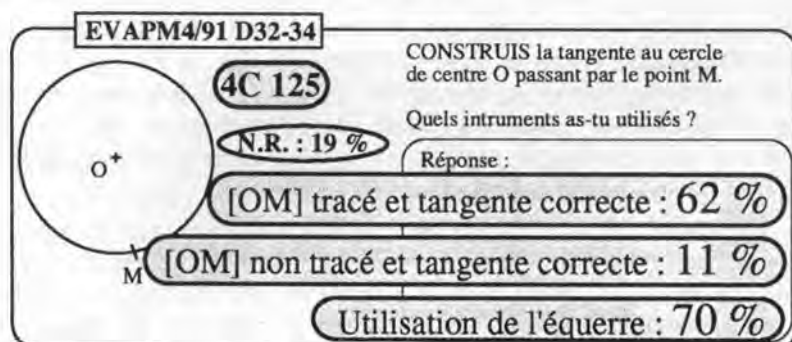 EVAPM4/91 D32-34
4C 125
CONSTRUIS la tangente au cercle
de centre O passant par le point M.
N.R. : 19 %
Quels intruments as-tu utilisés ?
Réponse :
O
[OM] tracé et tangente correcte : 62 %
M
[OM] non tracé et tangente correcte : 11 %
Utilisation de l'équerre : 70 %